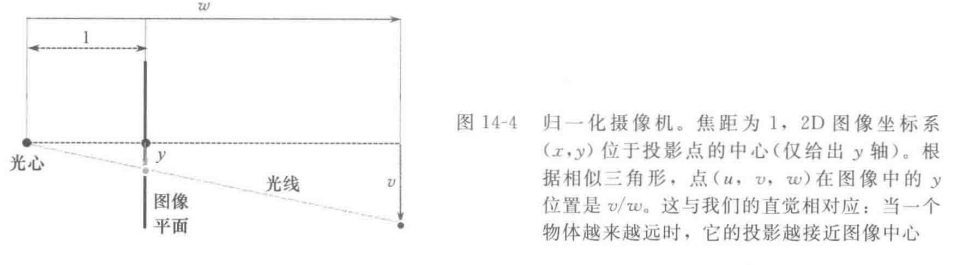 w
1
光心
y
光线
v
图像
平面
图 14-4 归一化摄像机。焦距为 1，2D 图像坐标系
(x,y) 位于投影点的中心(仅给出 y 轴)。根
据相似三角形，点(u, v, w)在图像中的 y
位置是 v/w。这与我们的直觉相对应：当一个
物体越来越远时，它的投影越接近图像中心